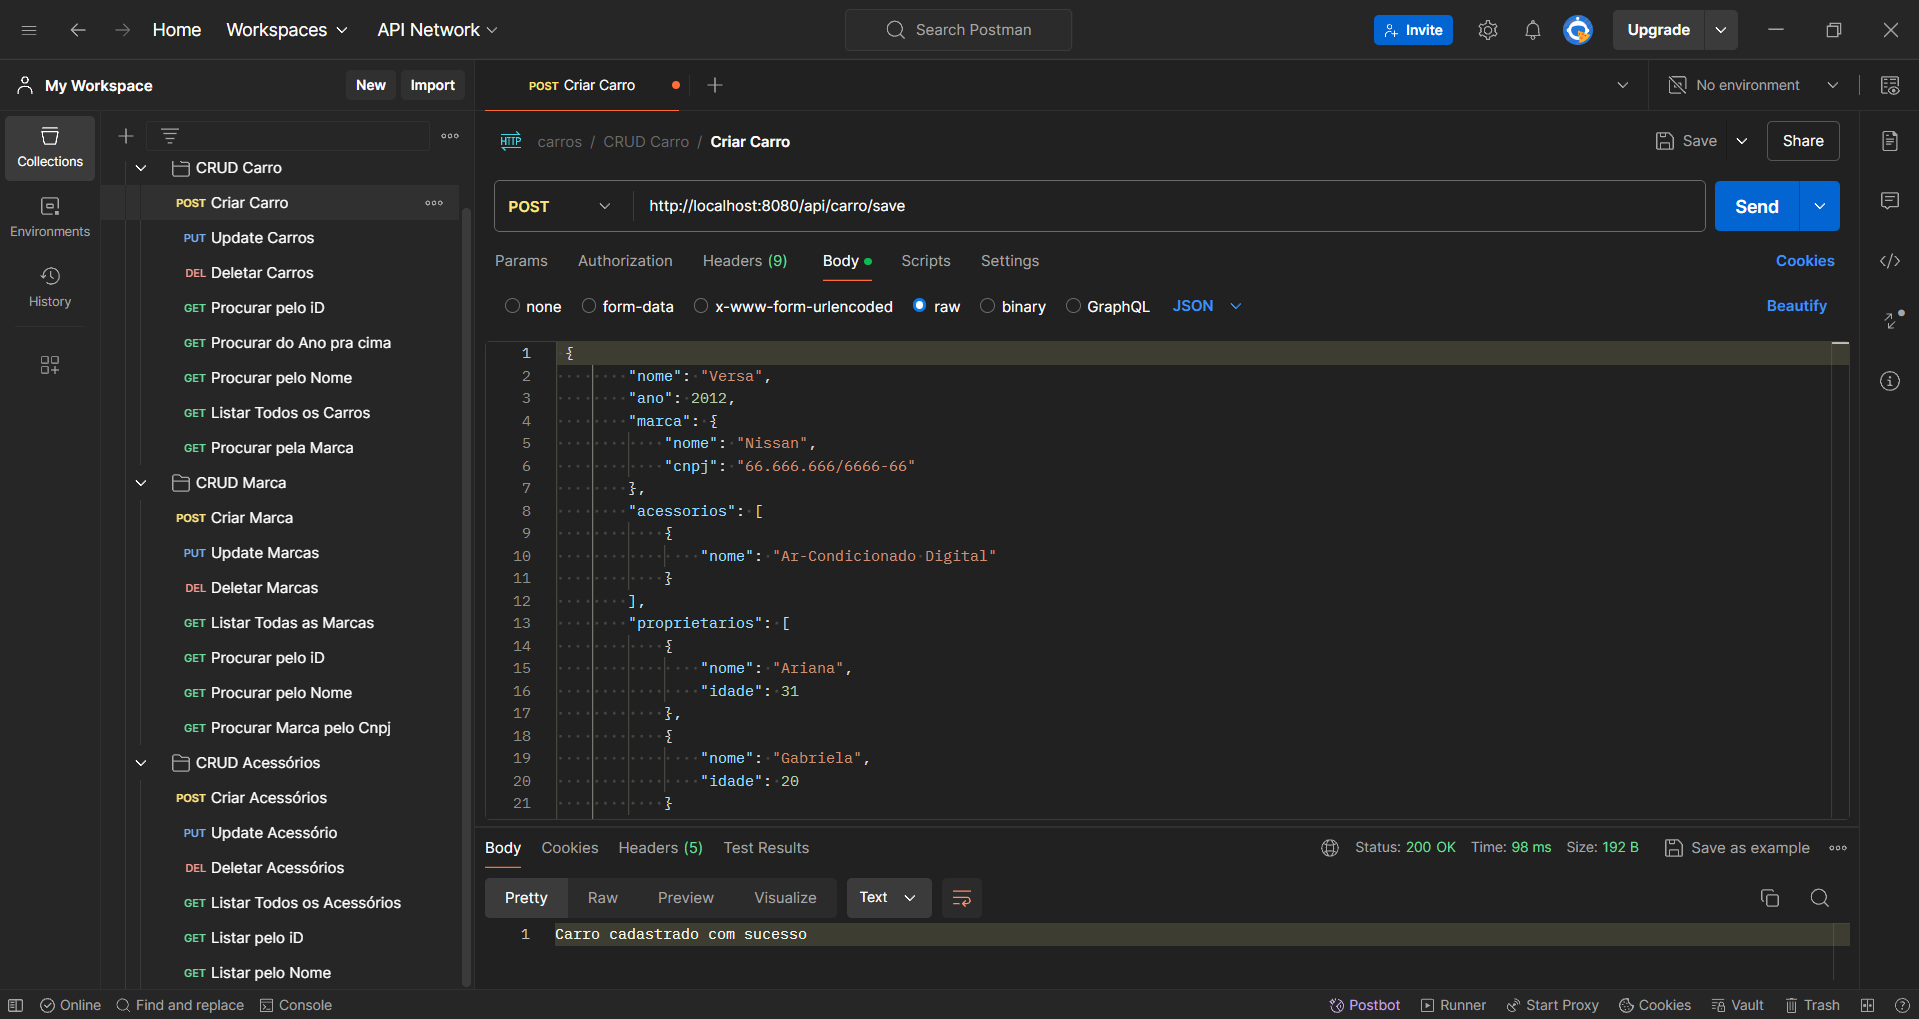 Home Workspaces API Network Search Postman Invite Upgrade
My Workspace New Import
POST Criar Carro No environment
Collections
Environments
History
CRUD Carro
POST Criar Carro
PUT Update Carros
DEL Deletar Carros
GET Procurar pelo iD
GET Procurar do Ano pra cima
GET Procurar pelo Nome
GET Listar Todos os Carros
GET Procurar pela Marca
CRUD Marca
POST Criar Marca
PUT Update Marcas
DEL Deletar Marcas
GET Listar Todas as Marcas
GET Procurar pelo iD
GET Procurar pelo Nome
GET Procurar Marca pelo Cnpj
CRUD Acessórios
POST Criar Acessórios
PUT Update Acessório
DEL Deletar Acessórios
GET Listar Todos os Acessórios
GET Listar pelo iD
GET Listar pelo Nome
HTTP carros / CRUD Carro / Criar Carro Save Share
POST http://localhost:8080/api/carro/save Send
Params Authorization Headers (9) Body Scripts Settings Cookies
none form-data x-www-form-urlencoded raw binary GraphQL JSON Beautify
1 {
2 "nome": "Versa",
3 "ano": 2012,
4 "marca": {
5 "nome": "Nissan",
6 "cnpj": "66.666.666/6666-66"
7 },
8 "acessorios": [
9 {
10 "nome": "Ar-Condicionado Digital"
11 }
12 ],
13 "proprietarios": [
14 {
15 "nome": "Ariana",
16 "idade": 31
17 },
18 {
19 "nome": "Gabriela",
20 "idade": 20
21 }
Body Cookies Headers (5) Test Results Status: 200 OK Time: 98 ms Size: 192 B Save as example
Pretty Raw Preview Visualize Text
1 Carro cadastrado com sucesso
Online Find and replace Console Postbot Runner Start Proxy Cookies Vault Trash